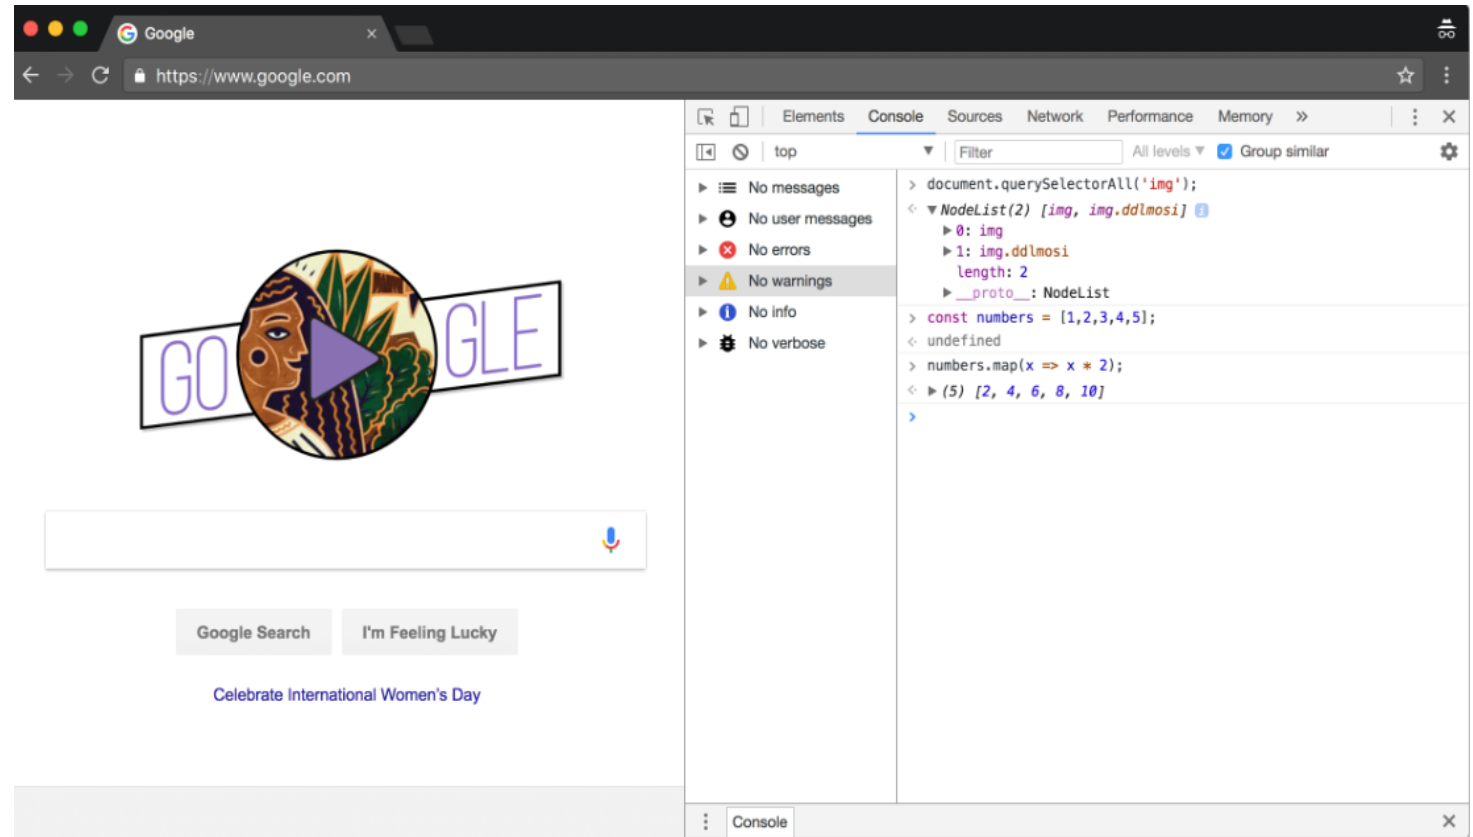 Google
https://www.google.com
GO GLE
Google Search
I'm Feeling Lucky
Celebrate International Women's Day
Elements Console Sources Network Performance Memory »
top Filter All levels Group similar
No messages
No user messages
No errors
No warnings
No info
No verbose
> document.querySelectorAll('img');
NodeList(2) [img, img.ddlmosi] i
0: img
1: img.ddlmosi
length: 2
__proto__: NodeList
> const numbers = [1,2,3,4,5];
undefined
> numbers.map(x => x * 2);
(5) [2, 4, 6, 8, 10]
>
Console